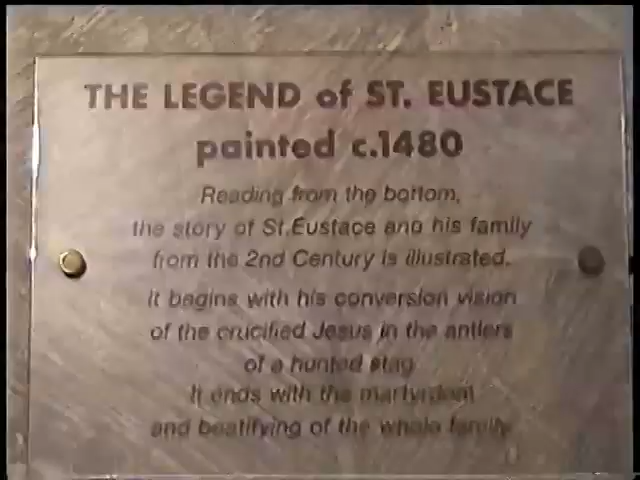 THE LEGEND of ST. EUSTACE
painted c.1480
Reading from the bottom,
the story of St.Eustace and his family
from the 2nd Century is illustrated.
It begins with his conversion vision
of the crucified Jesus in the antlers
of a hunted stag
It ends with the martyrdom
and beatifying of the whole family